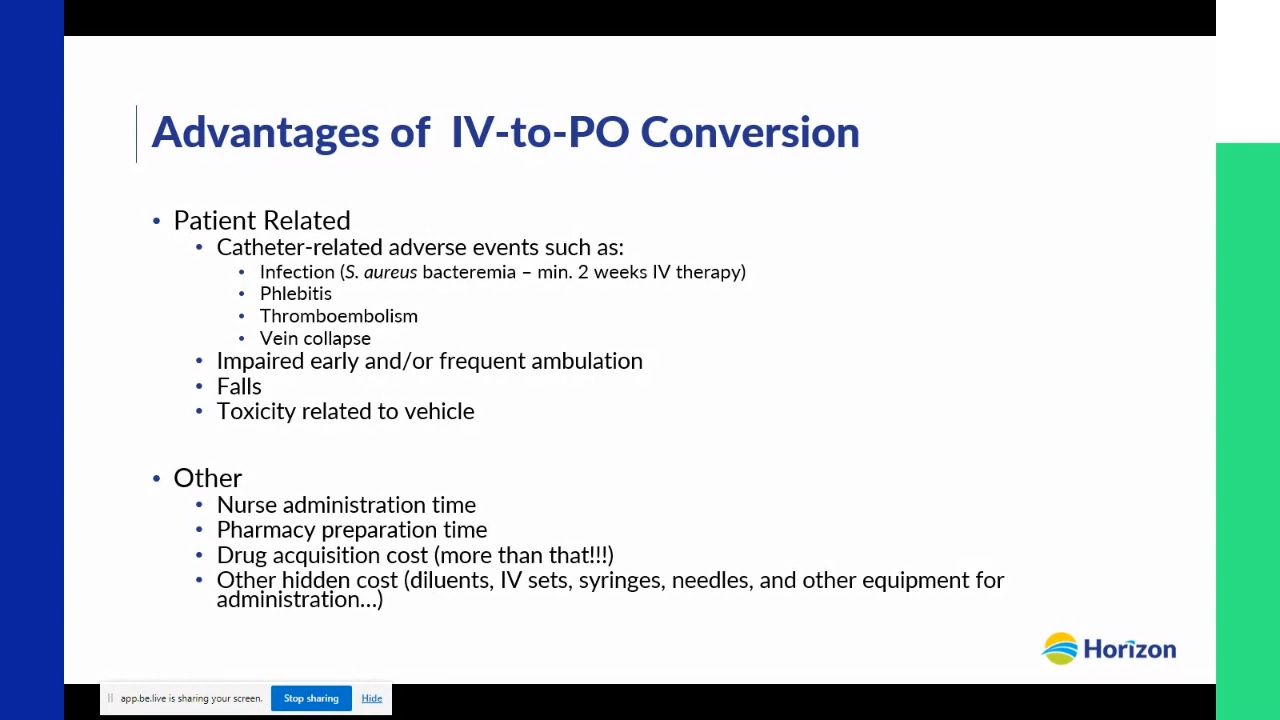 Advantages of  IV-to-PO Conversion
• Patient Related
• Catheter-related adverse events such as:
• Infection (S. aureus bacteremia – min. 2 weeks IV therapy)
• Phlebitis
• Thromboembolism
• Vein collapse
• Impaired early and/or frequent ambulation
• Falls
• Toxicity related to vehicle
• Other
• Nurse administration time
• Pharmacy preparation time
• Drug acquisition cost (more than that!!!)
• Other hidden cost (diluents, IV sets, syringes, needles, and other equipment for
administration…)
Horizon
app.be.live is sharing your screen. Stop sharing Hide